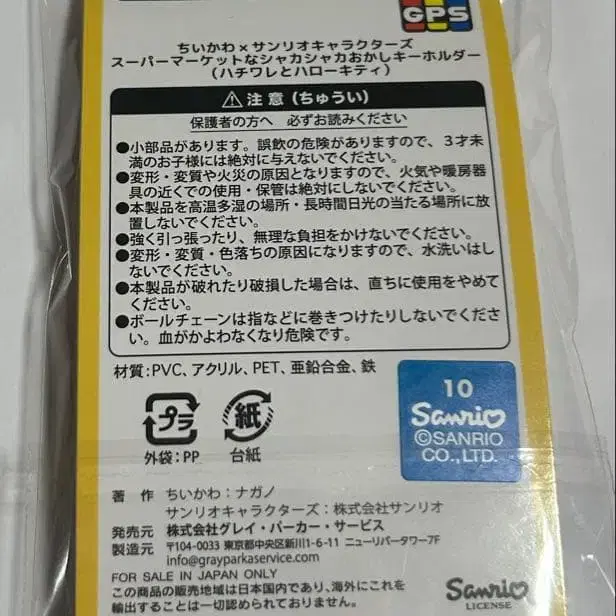 GPS
ちいかわ×サンリオキャラクターズ
スーパーマーケットなシャカシャカおかしキーホルダー
(ハチワレとハローキティ)
⚠注意(ちゅうい)
保護者の方へ 必ずお読みください
●小部品があります。誤飲の危険がありますので、3才未
満のお子様には絶対に与えないでください。
●変形・変質や火災の原因となりますので、火気や暖房器
具の近くでの使用・保管は絶対にしないでください。
●本製品を高温多湿の場所・長時間日光の当たる場所に放
置しないでください。
●強く引っ張ったり、無理な負担をかけないでください。
●変形・変質・色落ちの原因になりますので、水洗いはし
ないでください。
●本製品が破れたり破損した場合は、直ちに使用をやめて
ください。
●ボールチェーンは指などに巻きつけたりしないでくださ
い。血がかよわなくなり危険です。
材質:PVC、アクリル、PET、亜鉛合金、鉄
プラ
外袋:PP
紙
台紙
10
Sanrio
©SANRIO
CO.,LTD.
著 作 ちいかわ:ナガノ
サンリオキャラクターズ:株式会社サンリオ
発売元 株式会社グレイ・パーカー・サービス
製造元 〒104-0033 東京都中央区新川1-6-11 ニューリバータワー7F
info@grayparkaservice.com
FOR SALE IN JAPAN ONLY
この商品の販売地域は日本国内であり、海外にこれを
輸出することは一切認められておりません。
Sanrio
LICENSE